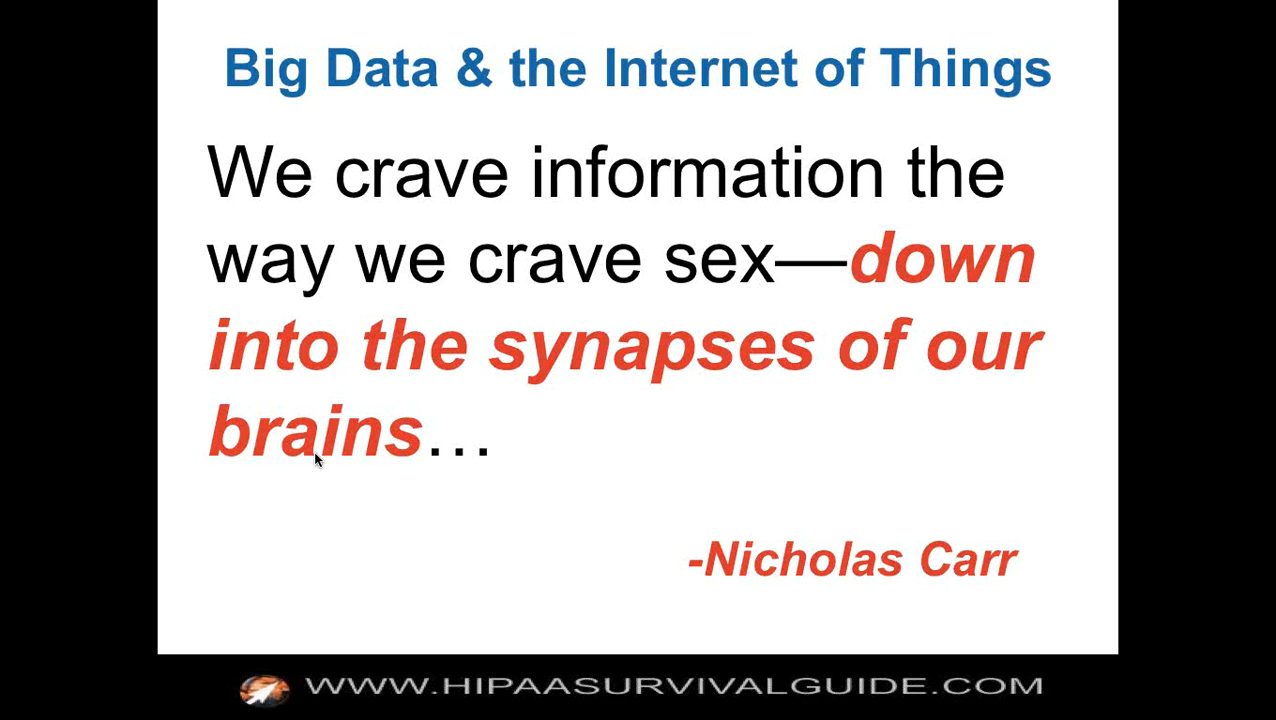 Big Data & the Internet of Things
We crave information the
way we crave sex—down
into the synapses of our
brains…
-Nicholas Carr
WWW.HIPAASURVIVALGUIDE.COM